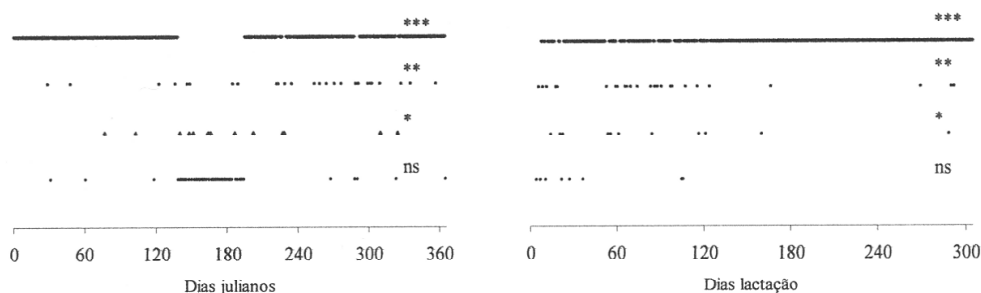 *** ***
** **
* *
ns ns
0 60 120 180 240 300 360 0 60 120 180 240 300
Dias julianos Dias lactação